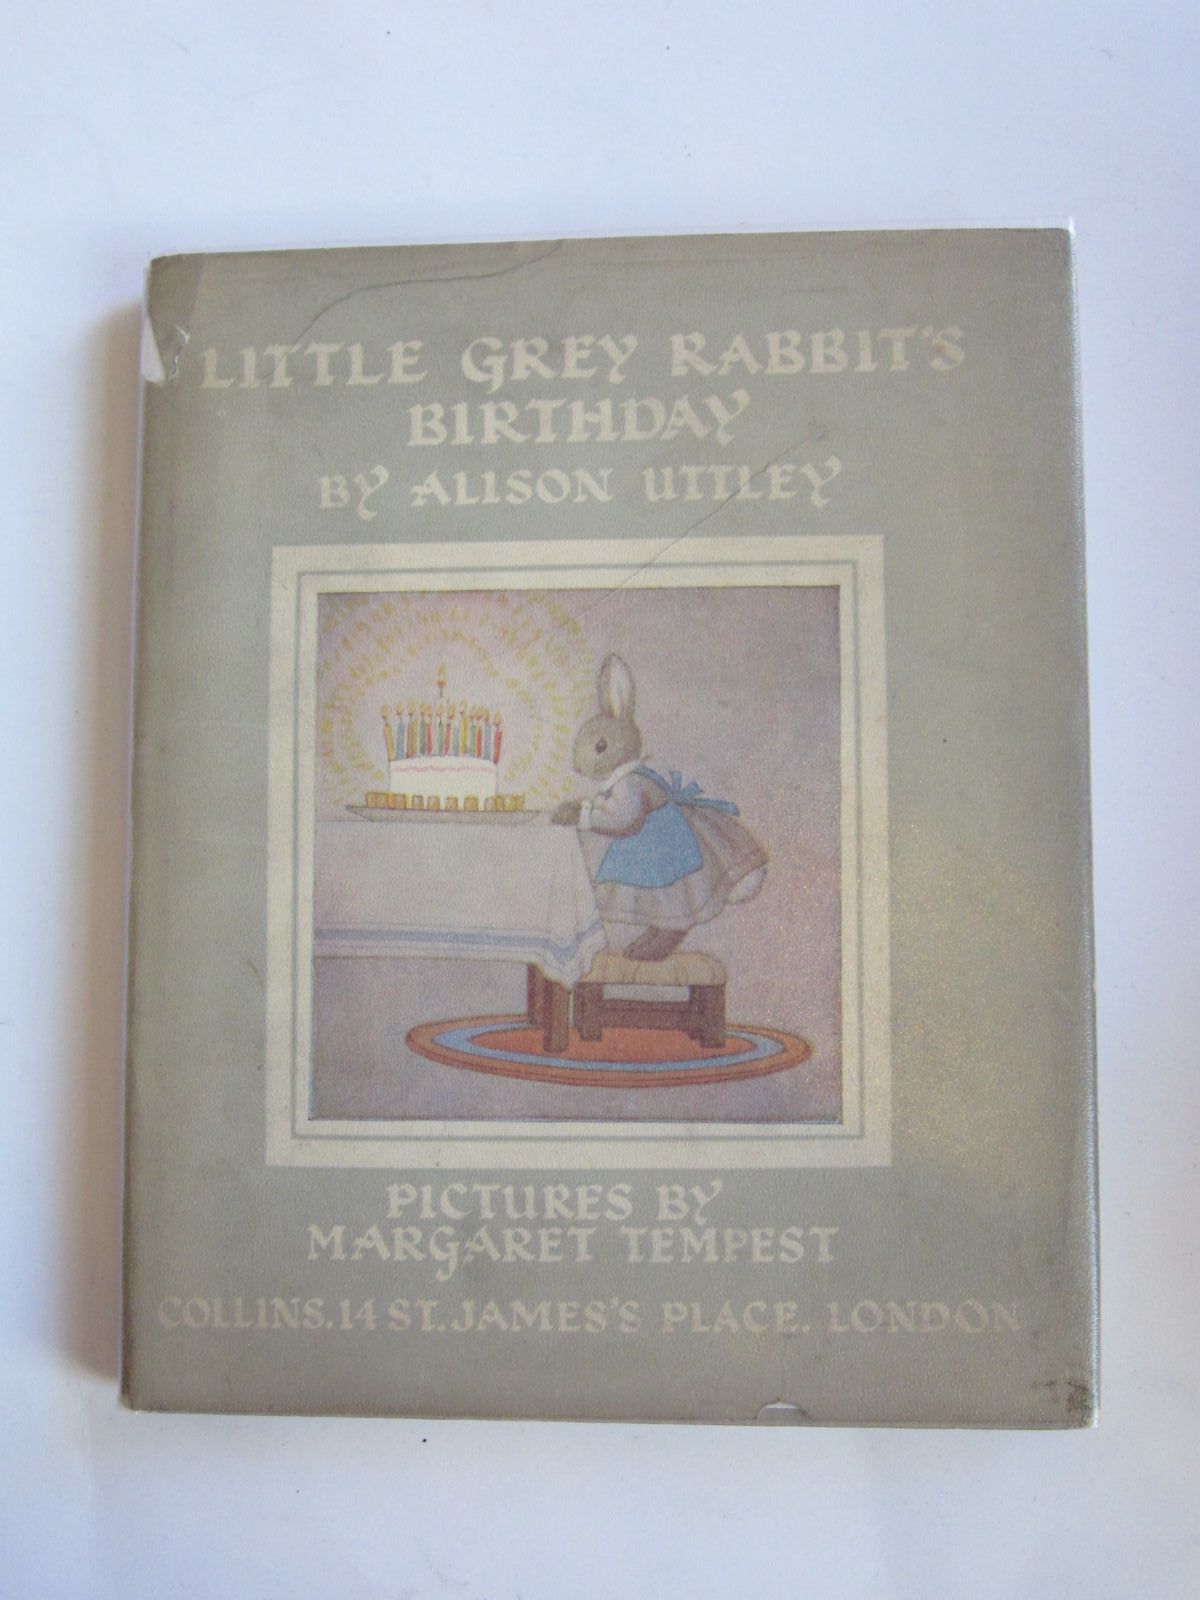 LITTLE GREY RABBIT'S
BIRTHDAY
BY ALISON UTTLEY
PICTURES BY
MARGARET TEMPEST
COLLINS. 14 ST. JAMES'S PLACE. LONDON